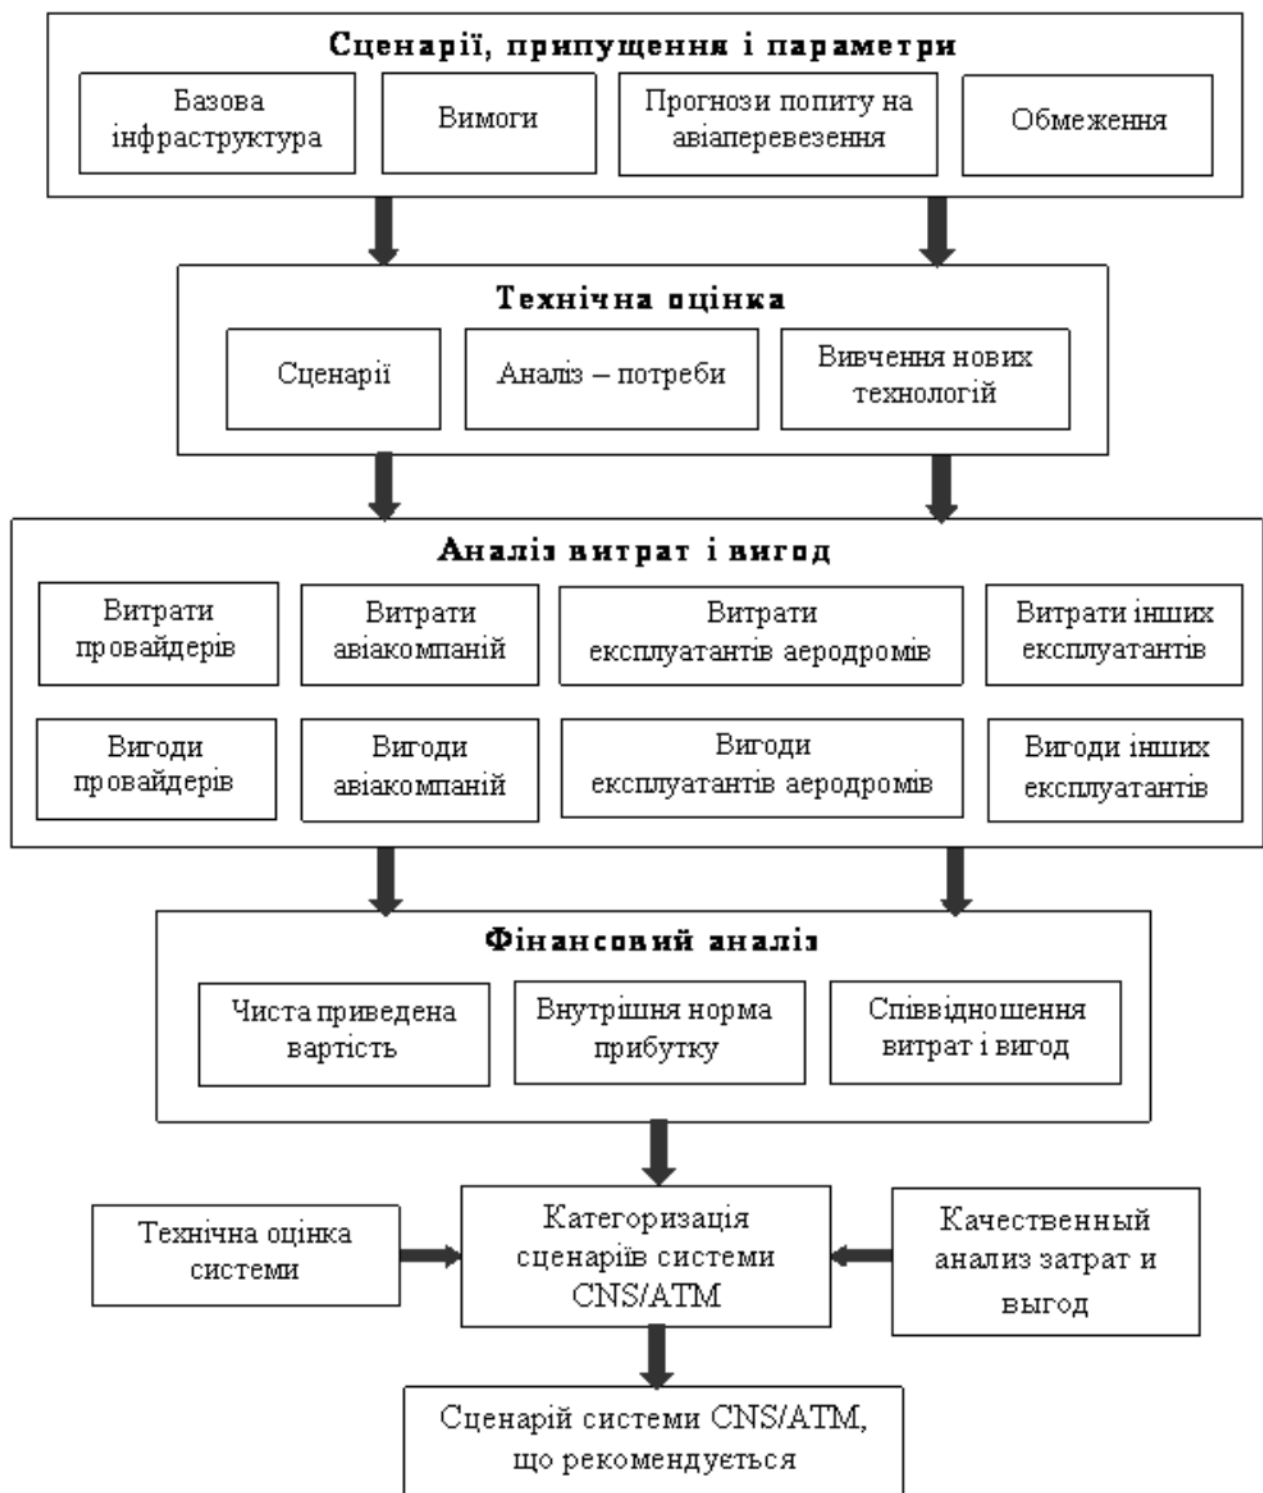 Сценарії, припущення і параметри
Базова
інфраструктура
Вимоги
Прогнози попиту на
авіаперевезення
Обмеження
Технічна оцінка
Сценарії
Аналіз – потреби
Вивчення нових
технологій
Аналіз витрат і вигод
Витрати
провайдерів
Витрати
авіакомпаній
Витрати
експлуатантів аеродромів
Витрати інших
експлуатантів
Вигоди
провайдерів
Вигоди
авіакомпаній
Вигоди
експлуатантів аеродромів
Вигоди інших
експлуатантів
Фінансовий аналіз
Чиста приведена
вартість
Внутрішня норма
прибутку
Співвідношення
витрат і вигод
Технічна оцінка
системи
Категоризація
сценаріїв системи
CNS/ATM
Качественный
анализ затрат и
выгод
Сценарій системи CNS/ATM,
що рекомендується